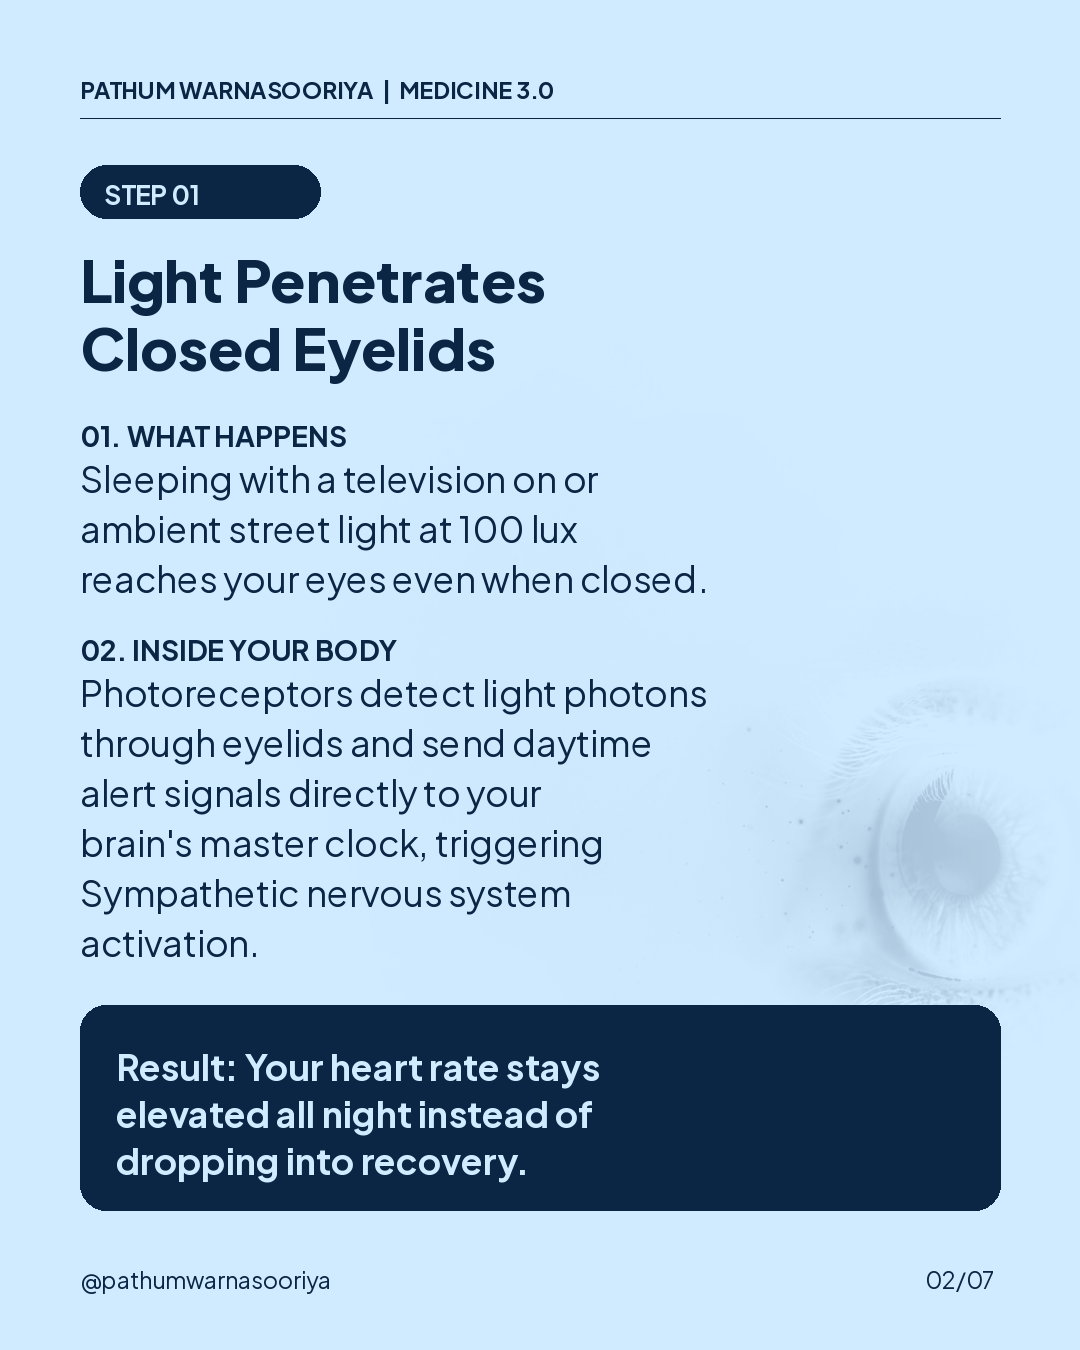 PATHUM WARNASOORIYA | MEDICINE 3.0
STEP 01
Light Penetrates
Closed Eyelids
01. WHAT HAPPENS
Sleeping with a television on or
ambient street light at 100 lux
reaches your eyes even when closed.
02. INSIDE YOUR BODY
Photoreceptors detect light photons
through eyelids and send daytime
alert signals directly to your
brain's master clock, triggering
Sympathetic nervous system
activation.
Result: Your heart rate stays
elevated all night instead of
dropping into recovery.
@pathumwarnasooriya
02/07